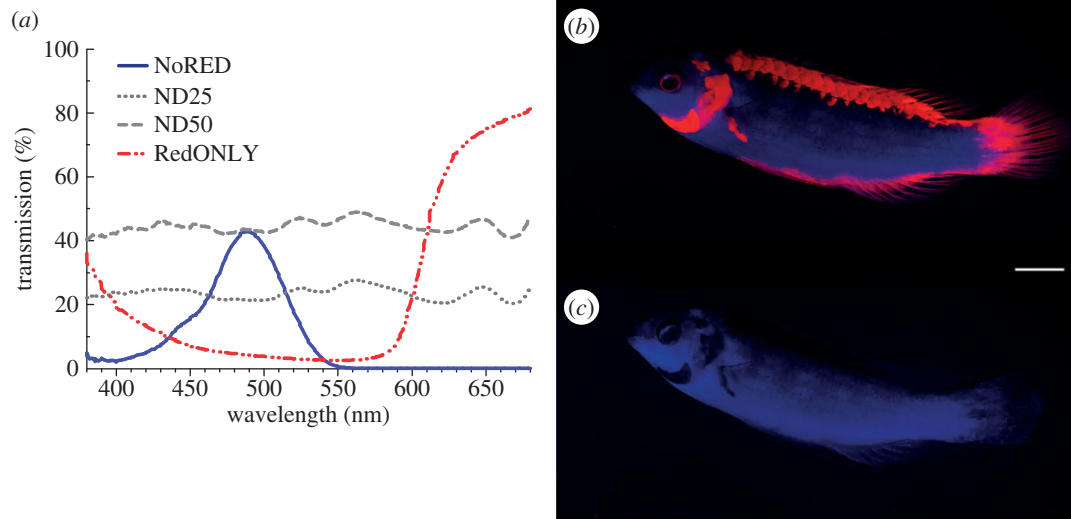 (a)
100
80
60
40
20
0
transmission (%)
NoRED
ND25
ND50
RedONLY
400 450 500 550 600 650
wavelength (nm)
(b)
(c)